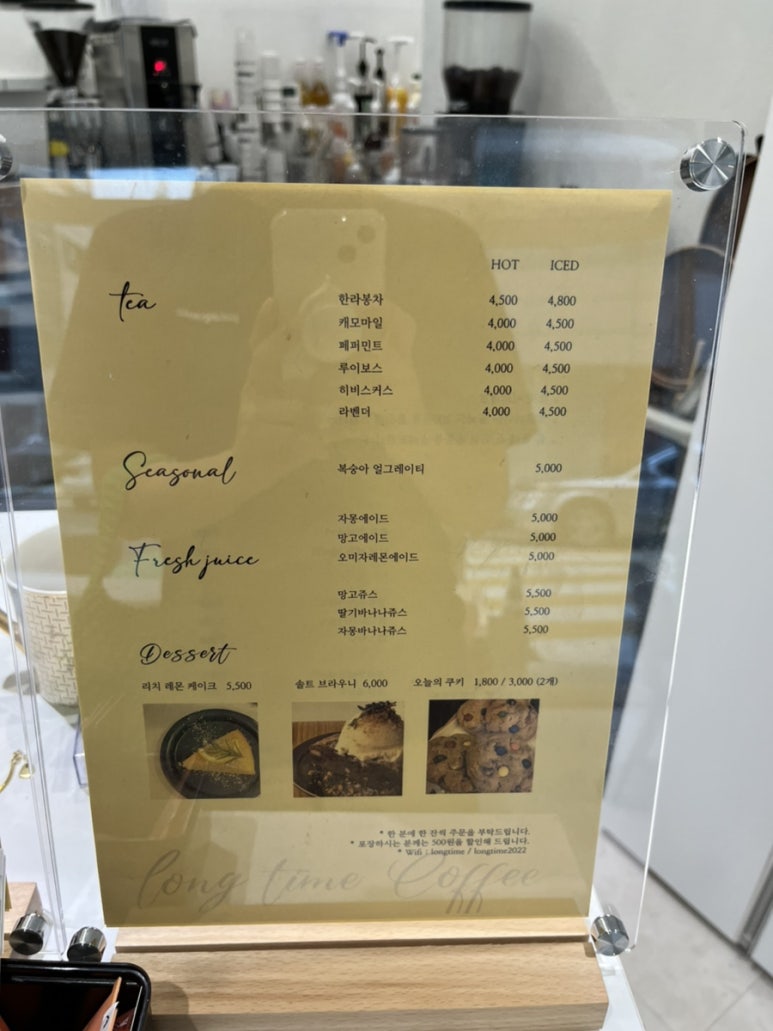 HOT ICED
tea
한라봉차 4,500 4,800
캐모마일 4,000 4,500
페퍼민트 4,000 4,500
루이보스 4,000 4,500
히비스커스 4,000 4,500
라벤더 4,000 4,500
Seasonal
복숭아 얼그레이티 5,000
자몽에이드 5,000
망고에이드 5,000
Fresh juice
오미자레몬에이드 5,000
망고쥬스 5,500
딸기바나나쥬스 5,500
자몽바나나쥬스 5,500
Dessert
리치 레몬 케이크 5,500 솔트 브라우니 6,000 오늘의 쿠키 1,800 / 3,000 (2개)
* 한 분에 한 잔씩 주문을 부탁드립니다.
* 포장하시는 분께는 500원을 할인해 드립니다.
* Wifi : longtime / longtime2022
long time Coffee